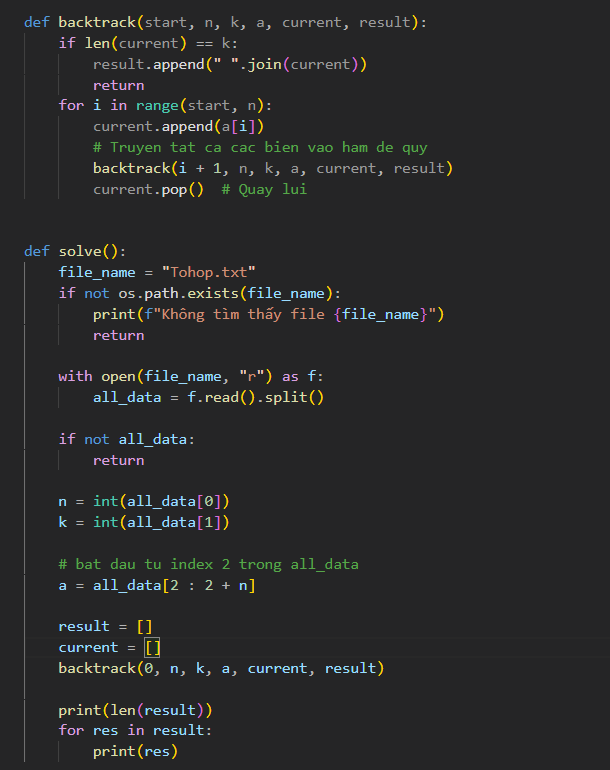 def backtrack(start, n, k, a, current, result):
    if len(current) == k:
        result.append(" ".join(current))
        return
    for i in range(start, n):
        current.append(a[i])
        # Truyen tat ca cac bien vao ham de quy
        backtrack(i + 1, n, k, a, current, result)
        current.pop()  # Quay lui
def solve():
    file_name = "Tohop.txt"
    if not os.path.exists(file_name):
        print(f"Không tìm thấy file {file_name}")
        return
    with open(file_name, "r") as f:
        all_data = f.read().split()
    if not all_data:
        return
    n = int(all_data[0])
    k = int(all_data[1])
    # bat dau tu index 2 trong all_data
    a = all_data[2 : 2 + n]
    result = []
    current = []
    backtrack(0, n, k, a, current, result)
    print(len(result))
    for res in result:
        print(res)